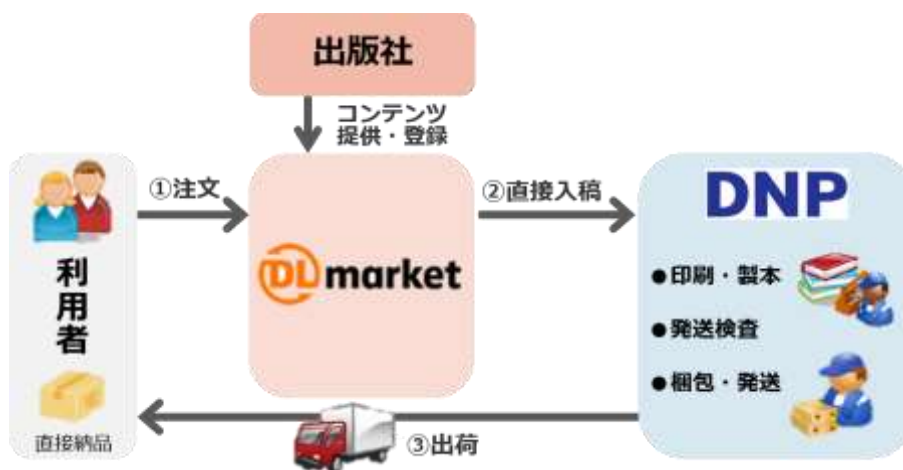 出版社
コンテンツ
提供・登録
①注文
②直接入稿
利用者
直接納品
DL market
DNP
●印刷・製本
●発送検査
●梱包・発送
③出荷